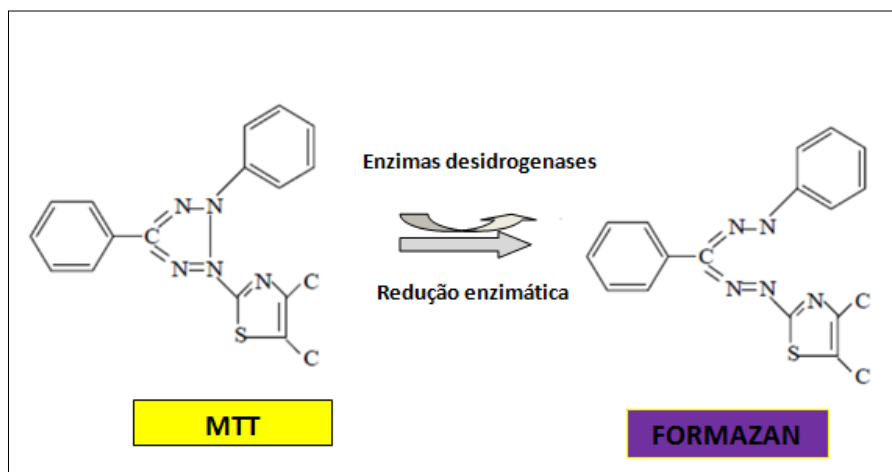 Enzimas desidrogenases
Redução enzimática
N N
C
N=N
N
S
C
C
MTT
N N
C
N=N
N
S
C
C
FORMAZAN